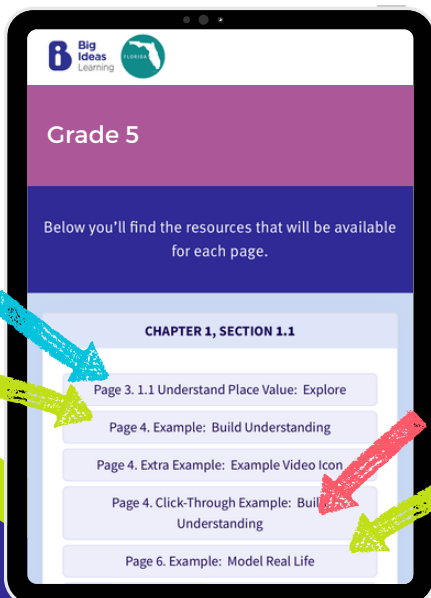 Big
Ideas
Learning
FLORIDA
Grade 5
Below you’ll find the resources that will be available
for each page.
CHAPTER 1, SECTION 1.1
Page 3. 1.1 Understand Place Value: Explore
Page 4. Example: Build Understanding
Page 4. Extra Example: Example Video Icon
Page 4. Click-Through Example: Build
Understanding
Page 6. Example: Model Real Life